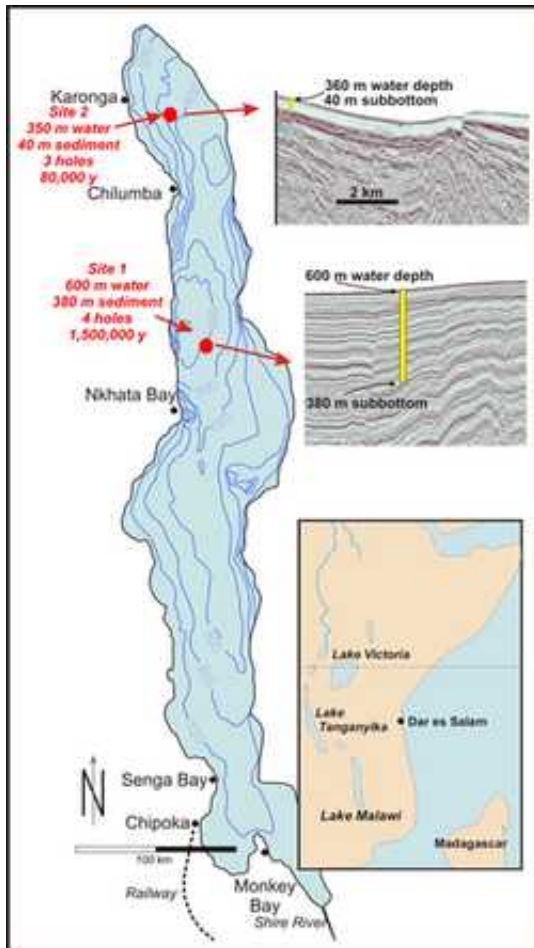 Karonga
Site 2
350 m water
40 m sediment
3 holes
80,000 y
360 m water depth
40 m subbottom
2 km
Chilumba
Site 1
600 m water
380 m sediment
4 holes
1,500,000 y
600 m water depth
380 m subbottom
Nkhata Bay
Lake Victoria
Lake
Tanganyika
Dar es Salam
Lake Malawi
Madagascar
N
Senga Bay
Chipoka
100 km
Railway
Monkey
Bay
Shire River